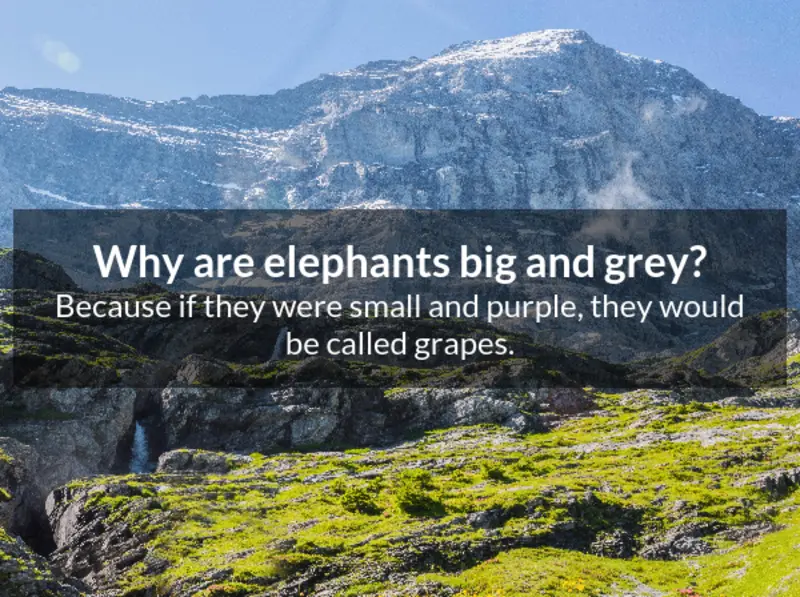 Why are elephants big and grey?
Because if they were small and purple, they would
be called grapes.